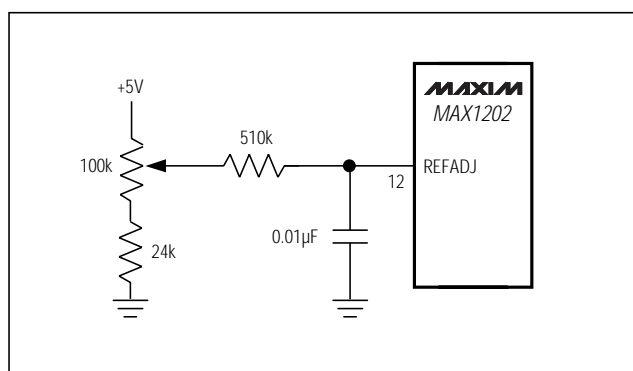 +5V
100k
24k
510k
0.01µF
12
MAXIM
MAX1202
REFADJ